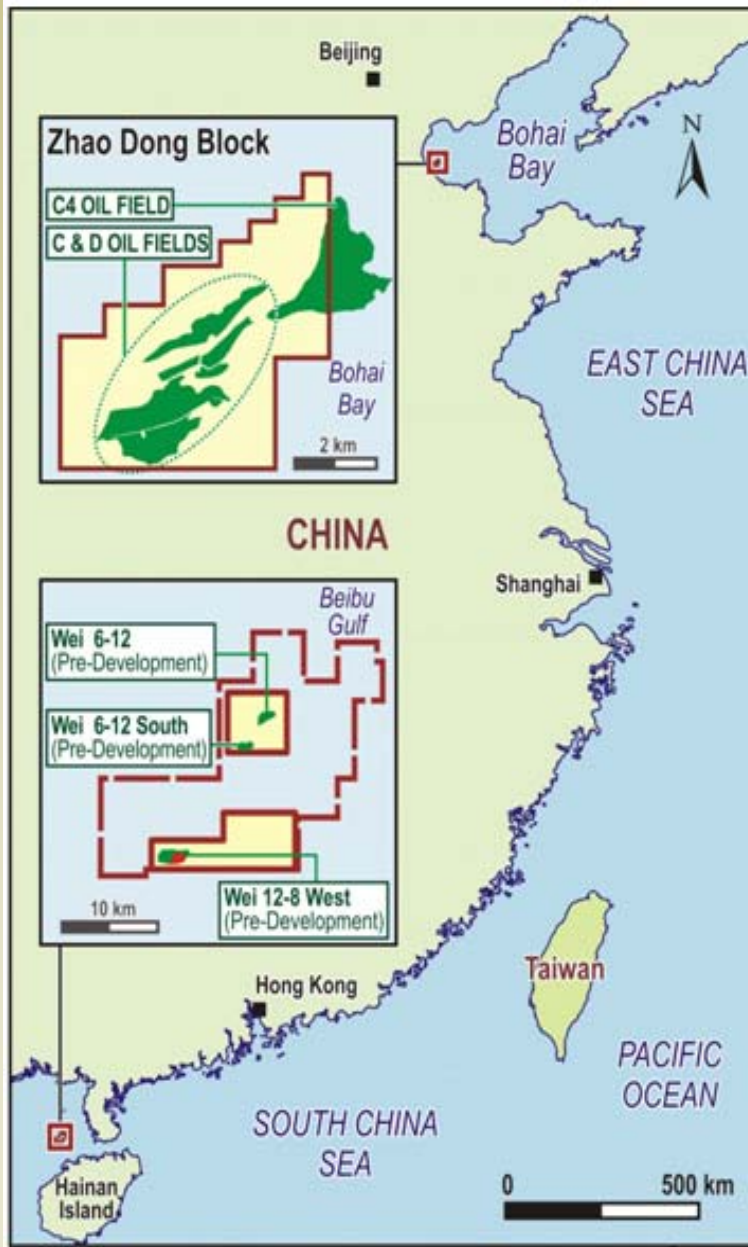 Beijing
Bohai
Bay
N
Zhao Dong Block
C4 OIL FIELD
C & D OIL FIELDS
Bohai
Bay
2 km
EAST CHINA
SEA
CHINA
Shanghai
Beibu
Gulf
Wei 6-12
(Pre-Development)
Wei 6-12 South
(Pre-Development)
Wei 12-8 West
(Pre-Development)
10 km
Hong Kong
Taiwan
PACIFIC
OCEAN
SOUTH CHINA
SEA
Hainan
Island
0 500 km